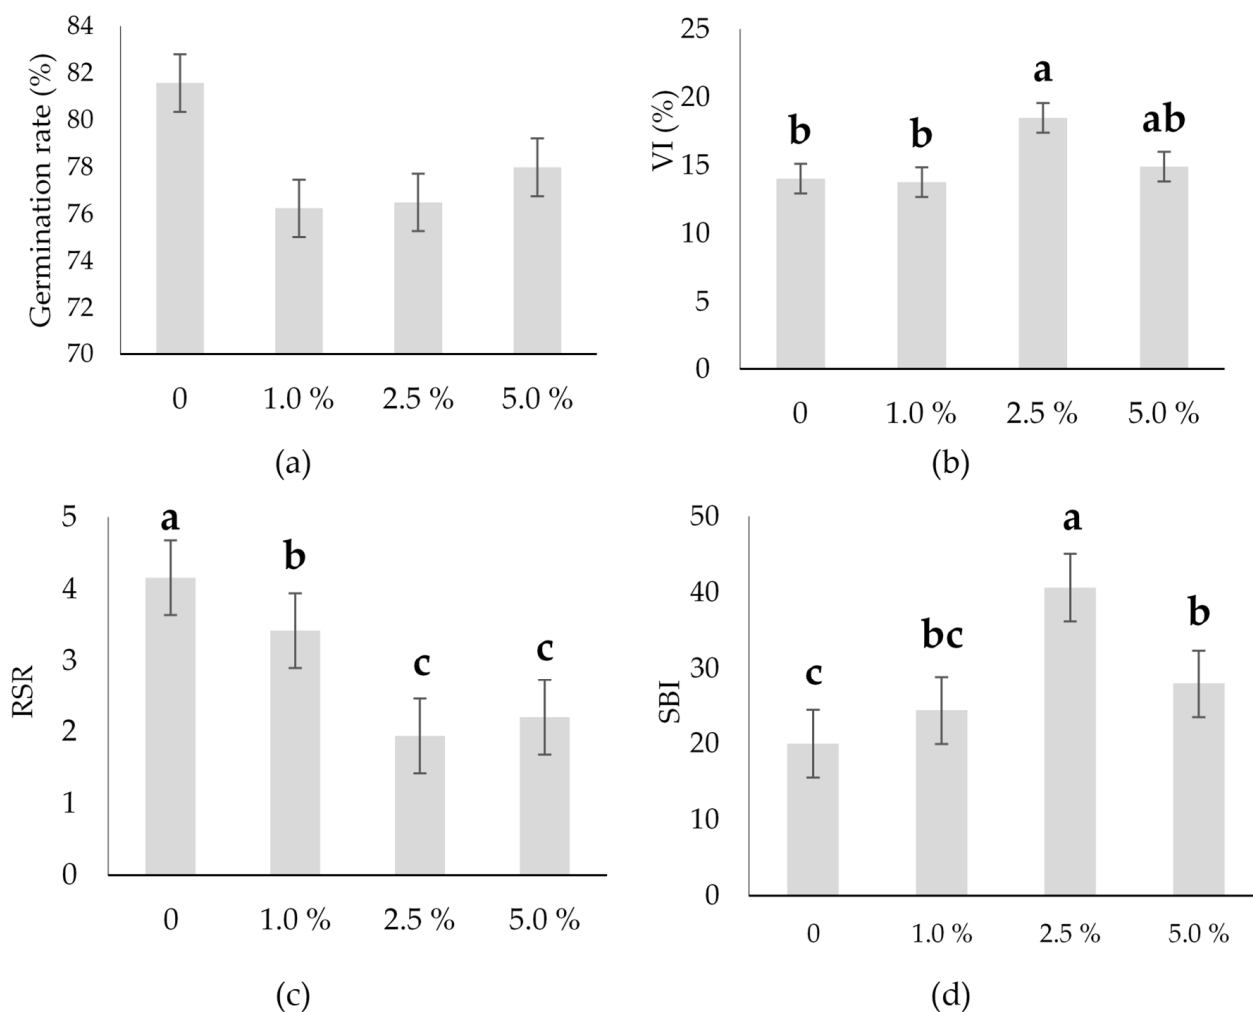 Germination rate (%)
84
82
80
78
76
74
72
70
0 1.0 % 2.5 % 5.0 %
(a)
VI (%)
25
20
15
10
5
0
b b a ab
0 1.0 % 2.5 % 5.0 %
(b)
RSR
5
4
3
2
1
0
a b c c
0 1.0 % 2.5 % 5.0 %
(c)
SBI
50
40
30
20
10
0
c bc a b
0 1.0 % 2.5 % 5.0 %
(d)